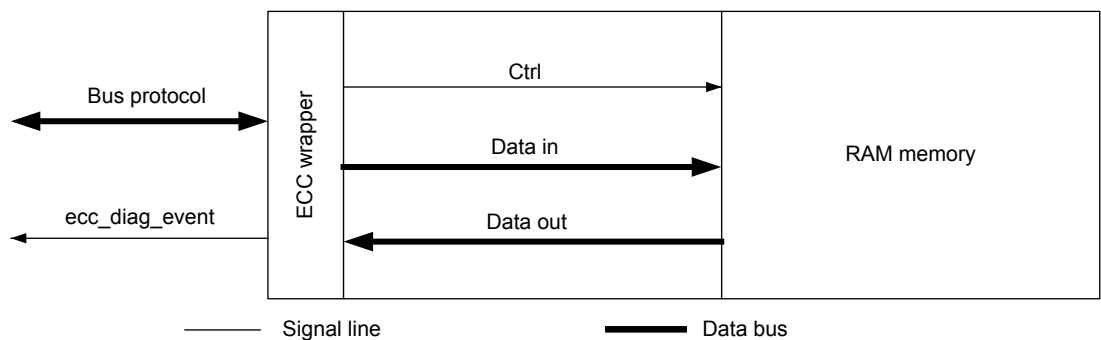 Ctrl
Bus protocol
Data in
RAM memory
ECC wrapper
ecc_diag_event
Data out
Signal line
Data bus